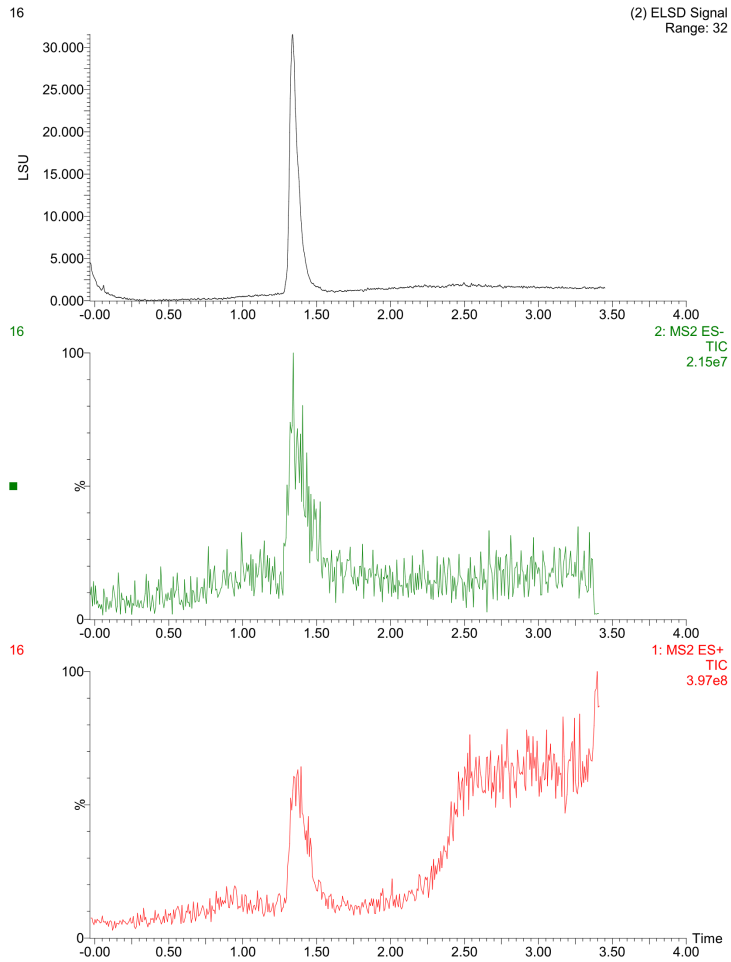 16
(2) ELSD Signal
Range: 32
30.000
25.000
20.000
15.000
10.000
5.000
0.000
LSU
-0.00 0.50 1.00 1.50 2.00 2.50 3.00 3.50 4.00
16
2: MS2 ES-
TIC
2.15e7
100
%
0
-0.00 0.50 1.00 1.50 2.00 2.50 3.00 3.50 4.00
16
1: MS2 ES+
TIC
3.97e8
100
%
0
Time
-0.00 0.50 1.00 1.50 2.00 2.50 3.00 3.50 4.00